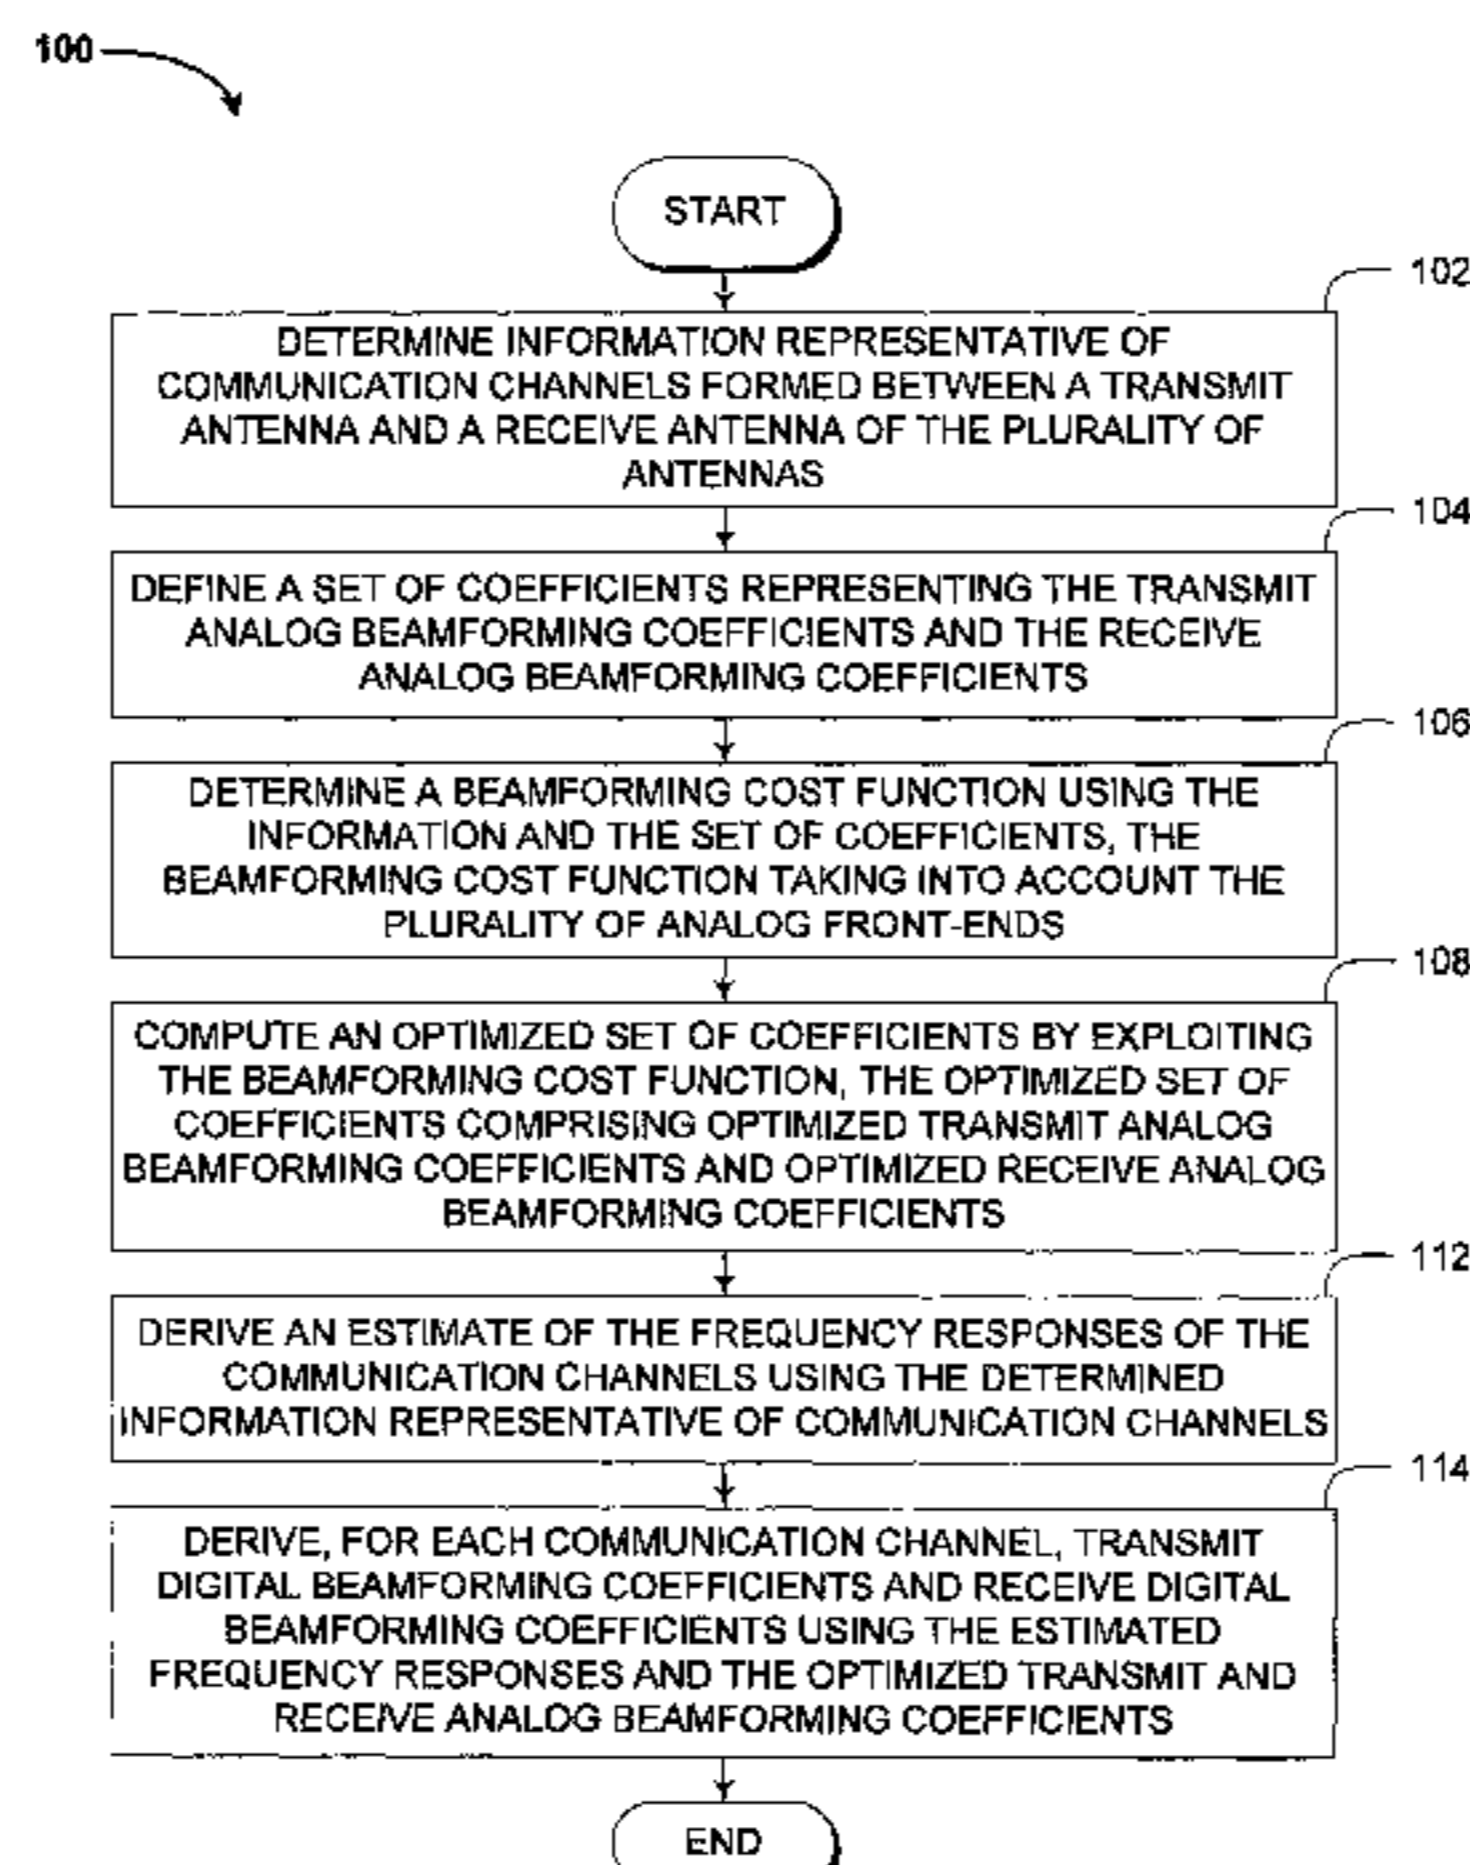 100
START
102
DETERMINE INFORMATION REPRESENTATIVE OF
COMMUNICATION CHANNELS FORMED BETWEEN A TRANSMIT
ANTENNA AND A RECEIVE ANTENNA OF THE PLURALITY OF
ANTENNAS
104
DEFINE A SET OF COEFFICIENTS REPRESENTING THE TRANSMIT
ANALOG BEAMFORMING COEFFICIENTS AND THE RECEIVE
ANALOG BEAMFORMING COEFFICIENTS
106
DETERMINE A BEAMFORMING COST FUNCTION USING THE
INFORMATION AND THE SET OF COEFFICIENTS, THE
BEAMFORMING COST FUNCTION TAKING INTO ACCOUNT THE
PLURALITY OF ANALOG FRONT-ENDS
108
COMPUTE AN OPTIMIZED SET OF COEFFICIENTS BY EXPLOITING
THE BEAMFORMING COST FUNCTION, THE OPTIMIZED SET OF
COEFFICIENTS COMPRISING OPTIMIZED TRANSMIT ANALOG
BEAMFORMING COEFFICIENTS AND OPTIMIZED RECEIVE ANALOG
BEAMFORMING COEFFICIENTS
112
DERIVE AN ESTIMATE OF THE FREQUENCY RESPONSES OF THE
COMMUNICATION CHANNELS USING THE DETERMINED
INFORMATION REPRESENTATIVE OF COMMUNICATION CHANNELS
114
DERIVE, FOR EACH COMMUNICATION CHANNEL, TRANSMIT
DIGITAL BEAMFORMING COEFFICIENTS AND RECEIVE DIGITAL
BEAMFORMING COEFFICIENTS USING THE ESTIMATED
FREQUENCY RESPONSES AND THE OPTIMIZED TRANSMIT AND
RECEIVE ANALOG BEAMFORMING COEFFICIENTS
END